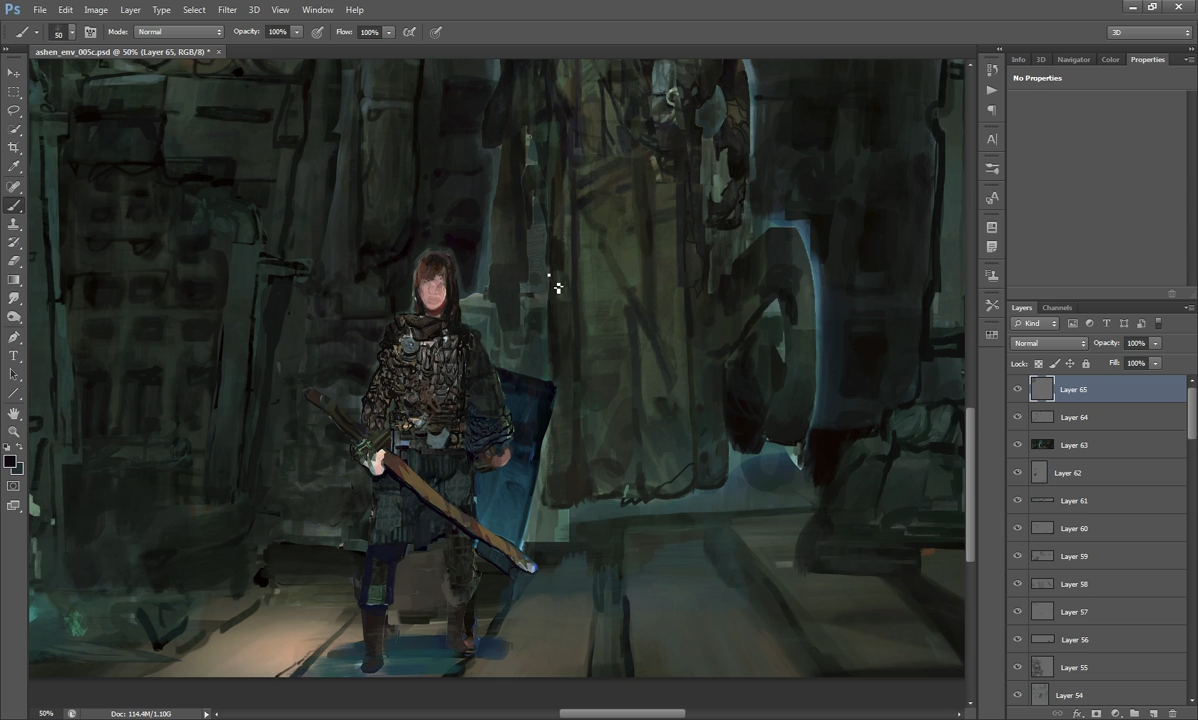 Ps File Edit Image Layer Type Select Filter 3D View Window Help
50 Mode: Normal Opacity: 100% Flow: 100% 3D
ashen_env_005c.psd @ 50% (Layer 65, RGB/8) * ×
Info 3D Navigator Color Properties
No Properties
Layers Channels
Kind
Normal Opacity: 100%
Lock: Fill: 100%
Layer 65
Layer 64
Layer 63
Layer 62
Layer 61
Layer 60
Layer 59
Layer 58
Layer 57
Layer 56
Layer 55
Layer 54
50% Doc: 114.4M/1.10G